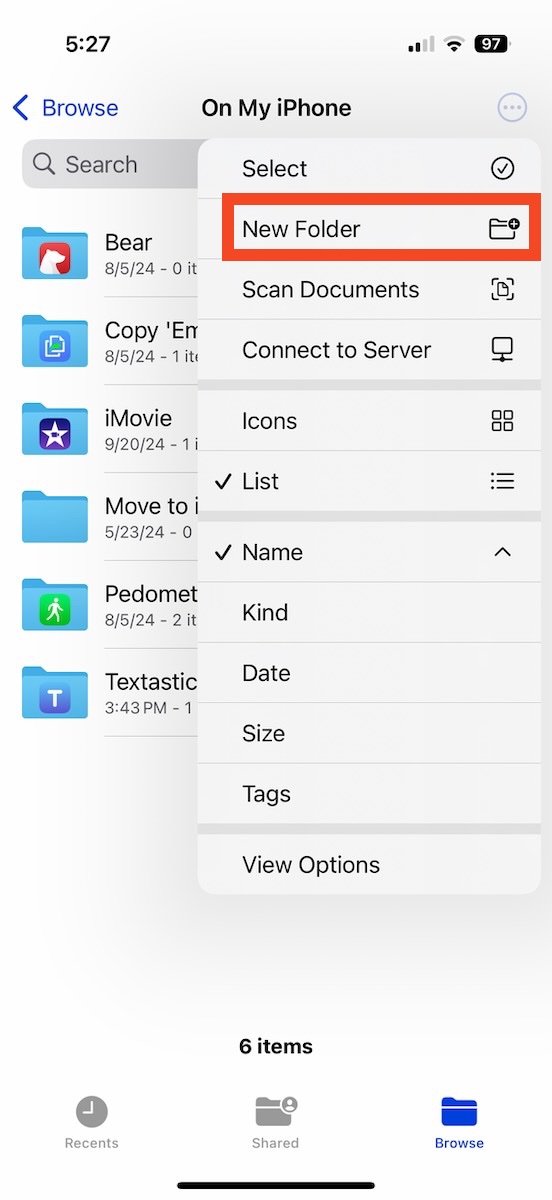 5:27
97
Browse
On My iPhone
Search
Select
New Folder
Scan Documents
Connect to Server
Icons
List
Name
Kind
Date
Size
Tags
View Options
Bear
8/5/24 - 0 it
Copy 'En
8/5/24 - 1 ite
iMovie
9/20/24 - 1 i
Move to i
5/23/24 - 0
Pedomet
8/5/24 - 2 it
T
Textastic
3:43 PM - 1
6 items
Recents
Shared
Browse